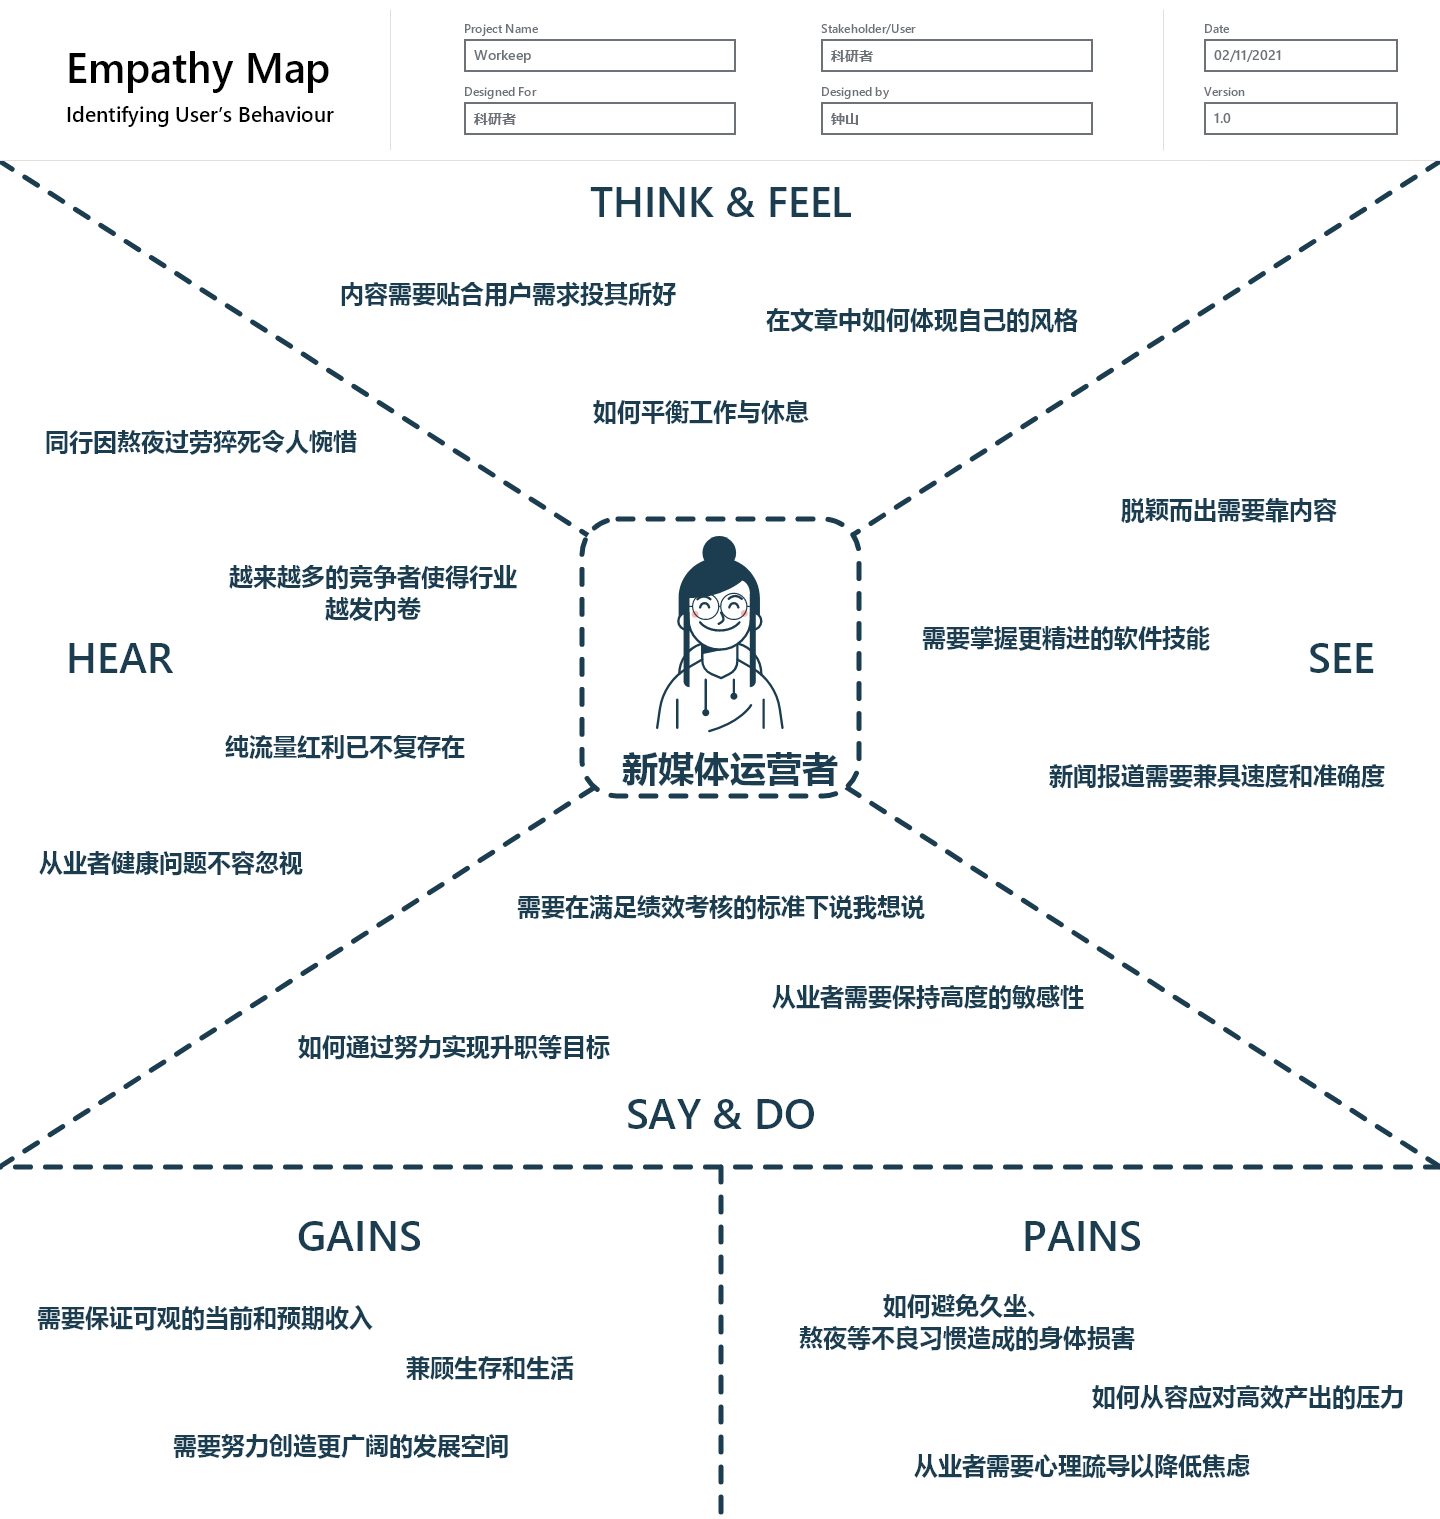 Empathy Map
Identifying User's Behaviour
Project Name
Workeep
Designed For
科研者
Stakeholder/User
科研者
Designed by
钟山
Date
02/11/2021
Version
1.0
THINK & FEEL
内容需要贴合用户需求投其所好
在文章中如何体现自己的风格
如何平衡工作与休息
同行因熬夜过劳猝死令人惋惜
越来越多的竞争者使得行业
越发内卷
HEAR
纯流量红利已不复存在
从业者健康问题不容忽视
新媒体运营者
脱颖而出需要靠内容
需要掌握更精进的软件技能
SEE
新闻报道需要兼具速度和准确度
需要在满足绩效考核的标准下说我想说
从业者需要保持高度的敏感性
如何通过努力实现升职等目标
SAY & DO
GAINS
需要保证可观的当前和预期收入
兼顾生存和生活
需要努力创造更广阔的发展空间
PAINS
如何避免久坐、
熬夜等不良习惯造成的身体损害
如何从容应对高效产出的压力
从业者需要心理疏导以降低焦虑